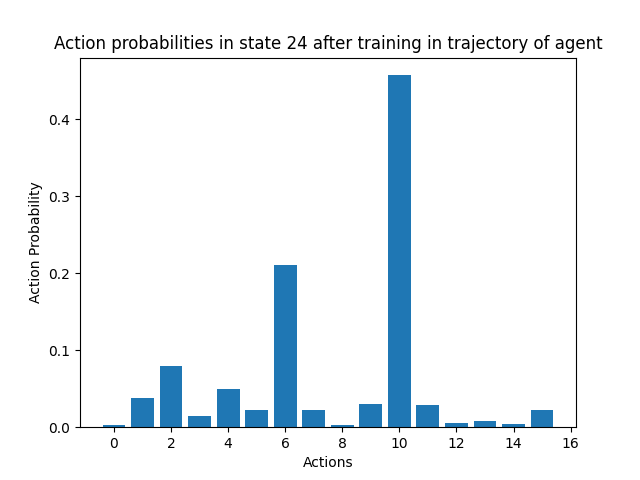 Action probabilities in state 24 after training in trajectory of agent
Action Probability
0.4
0.3
0.2
0.1
0.0
0 2 4 6 8 10 12 14 16
Actions